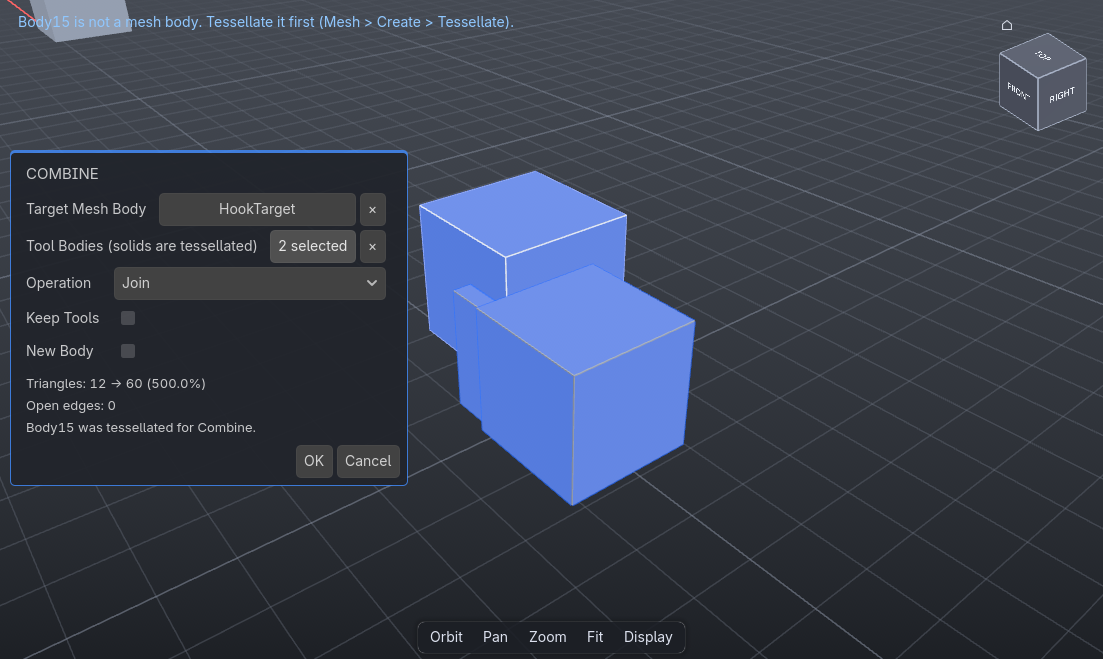 Body15 is not a mesh body. Tessellate it first (Mesh > Create > Tessellate).
TOP
FRONT
RIGHT
COMBINE
Target Mesh Body HookTarget ×
Tool Bodies (solids are tessellated) 2 selected ×
Operation Join
Keep Tools
New Body
Triangles: 12 → 60 (500.0%)
Open edges: 0
Body15 was tessellated for Combine.
OK Cancel
Orbit Pan Zoom Fit Display